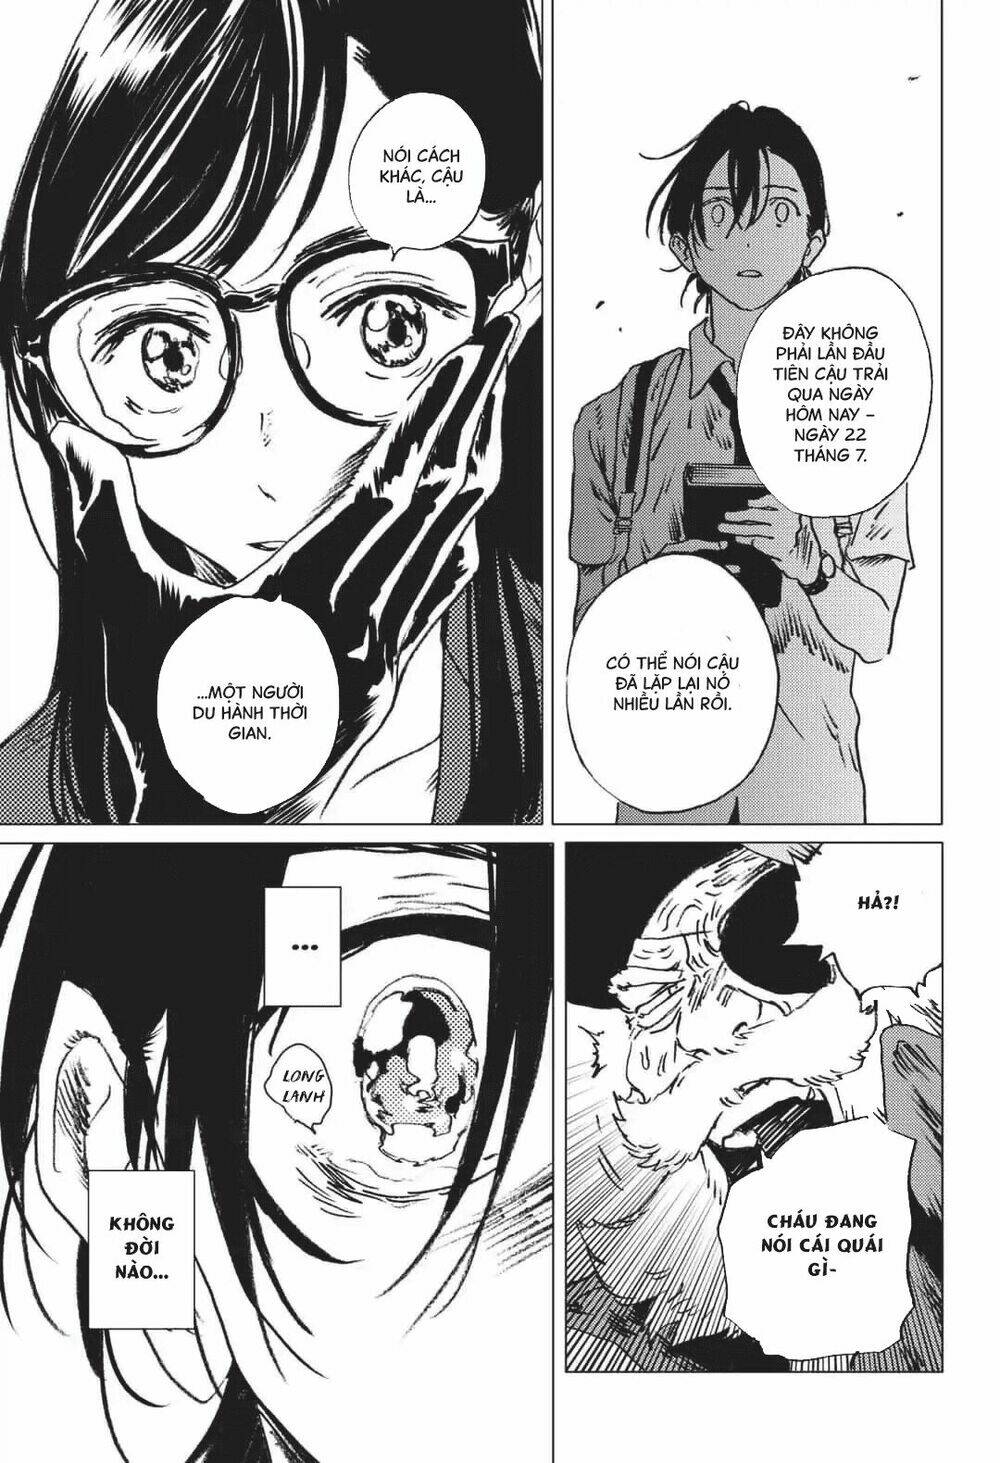 ĐÂY KHÔNG
PHẢI LẦN ĐẦU
TIÊN CẬU TRẢI
QUA NGÀY
HÔM NAY –
NGÀY 22
THÁNG 7.
CÓ THỂ NÓI CẬU
ĐÃ LẶP LẠI NÓ
NHIỀU LẦN RỒI.
NÓI CÁCH
KHÁC, CẬU
LÀ...
...MỘT NGƯỜI
DU HÀNH THỜI
GIAN.
HẢ?!
CHÁU ĐANG
NÓI CÁI QUÁI
GÌ-
...
LONG
LANH
KHÔNG
ĐỜI
NÀO...